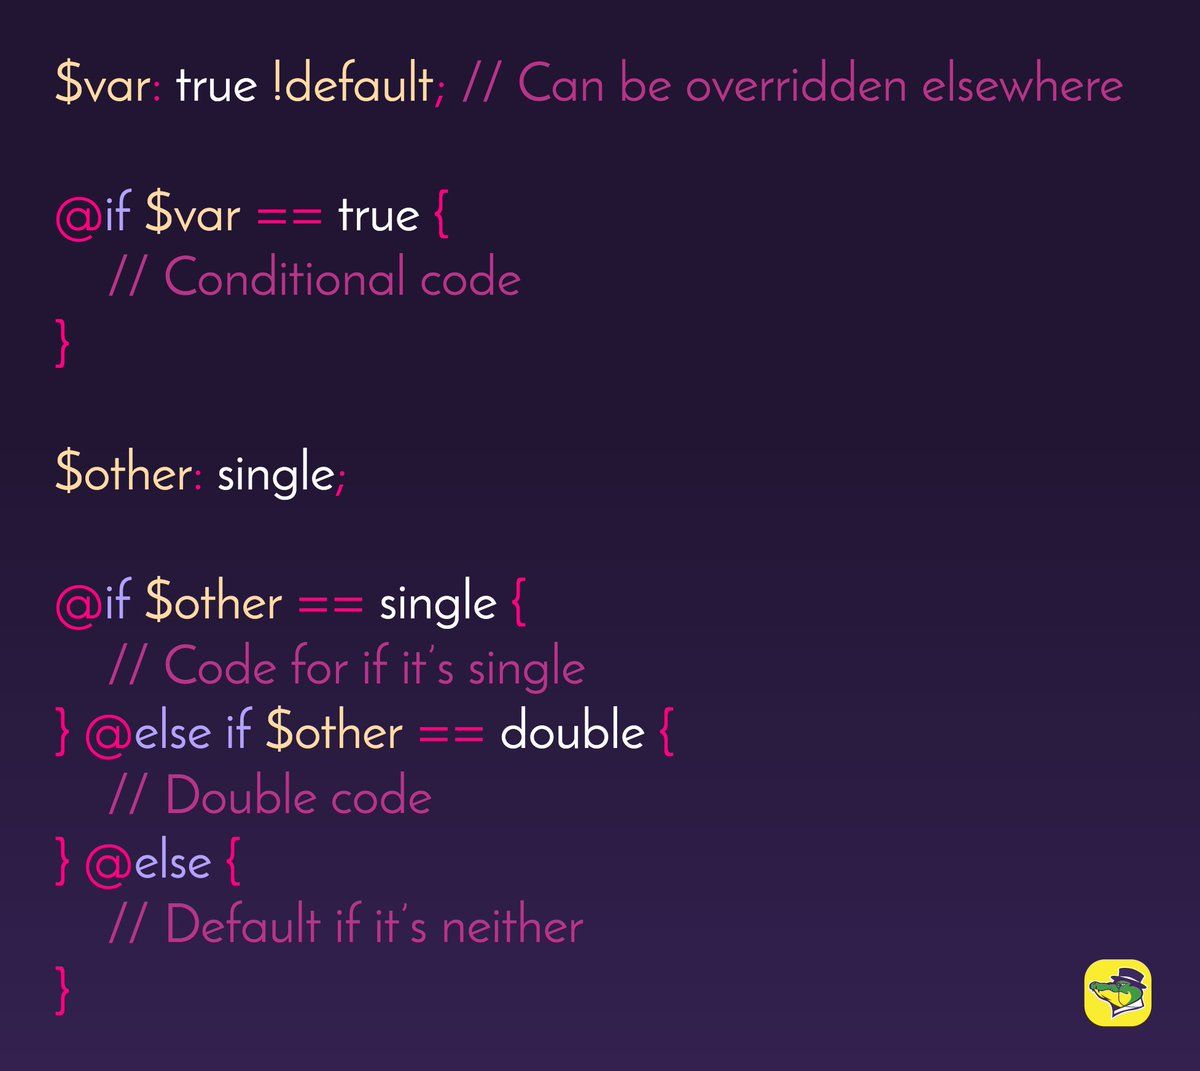 $var: true !default; // Can be overridden elsewhere
@if $var == true {
// Conditional code
}
$other: single;
@if $other == single {
// Code for if it’s single
} @else if $other == double {
// Double code
} @else {
// Default if it’s neither
}